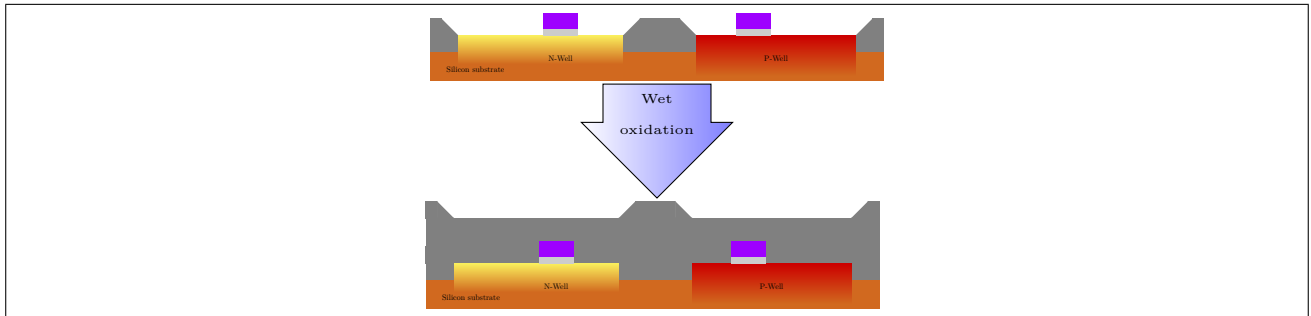 N-Well
P-Well
Silicon substrate
Wet
oxidation
N-Well
P-Well
Silicon substrate